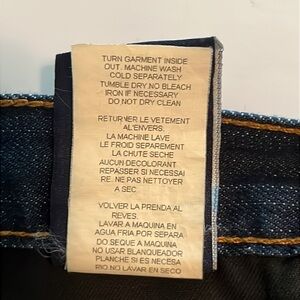 TURN GARMENT INSIDE
OUT. MACHINE WASH
COLD SEPARATELY
TUMBLE DRY. NO BLEACH
IRON IF NECESSARY
DO NOT DRY CLEAN
RETURNER LE VETEMENT
AL'ENVERS.
LA MACHINE LAVE
LE FROID SEPAREMENT
LA CHUTE SECHE
AUCUN DECOLORANT
REPASSER SI NECESSAI
RE. NE PAS NETTOYER
A SEC.
VOLVER LA PRENDA AL
REVES.
LAVAR A MAQUINA EN
AGUA FRIA POR SEPARA
DO.SEQUE A MAQUINA
NO USAR BLANQUEADOR
PLANCHE SI ES NECESA
RIO NO LAVAR EN SECO